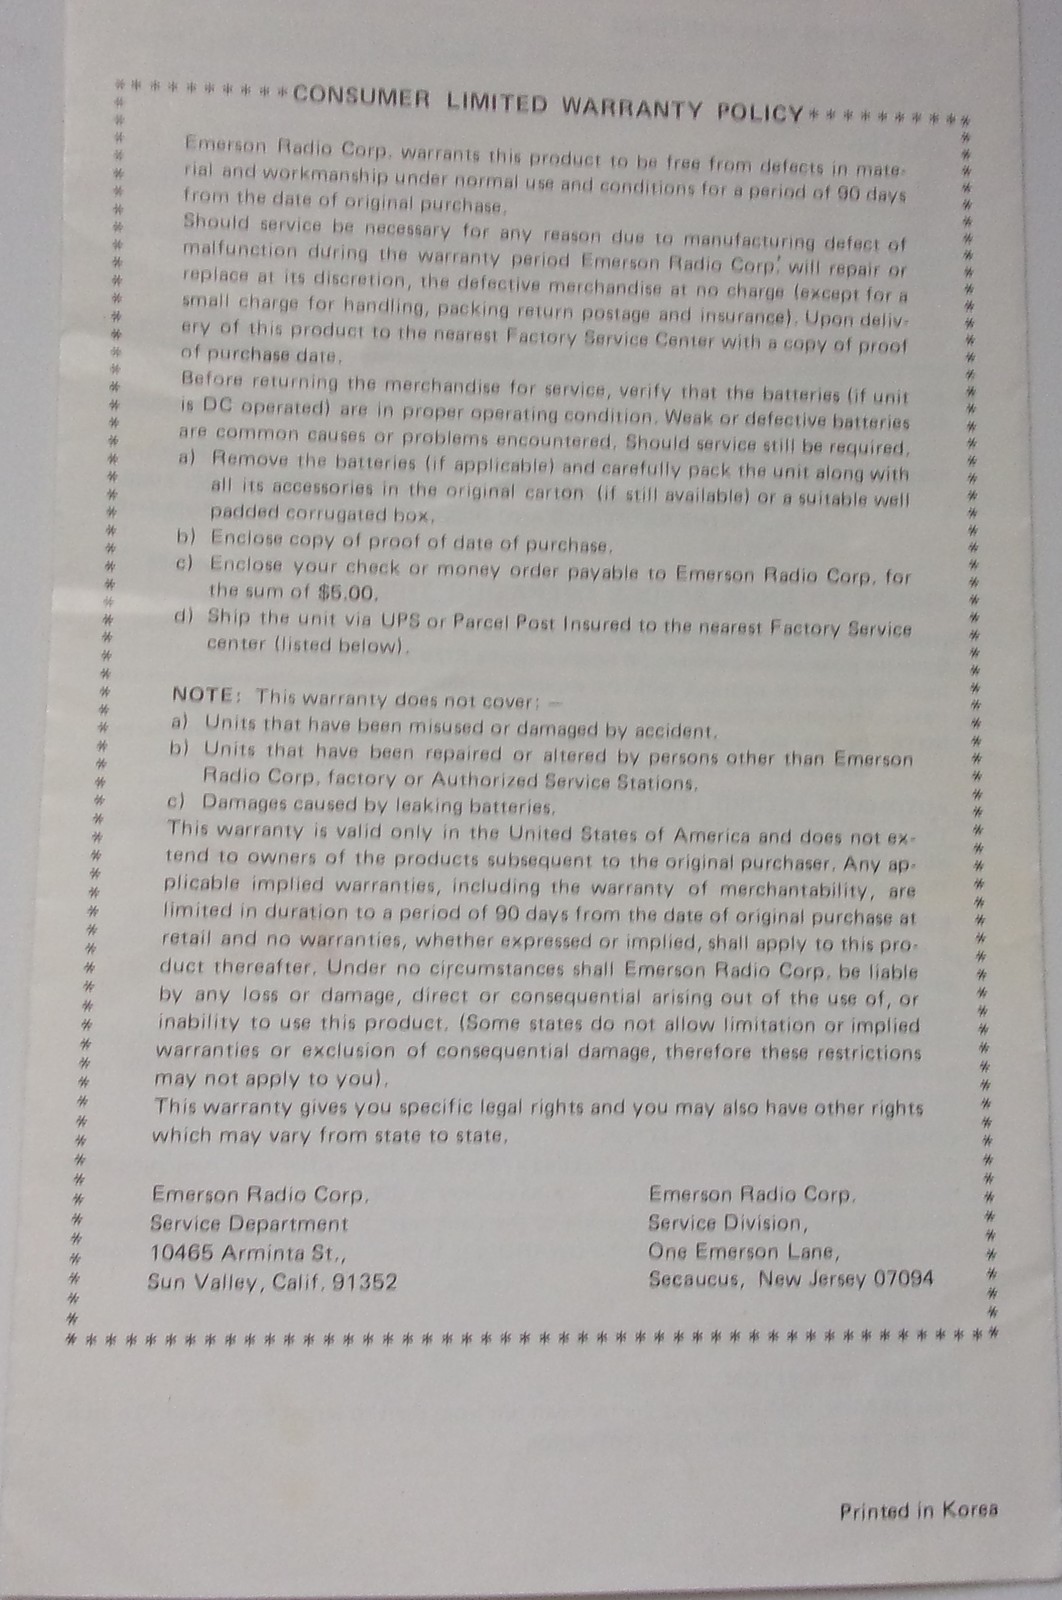 **********CONSUMER LIMITED WARRANTY POLICY**********
Emerson Radio Corp. warrants this product to be free from defects in mate-
rial and workmanship under normal use and conditions for a period of 90 days
from the date of original purchase.
Should service be necessary for any reason due to manufacturing defect of
malfunction during the warranty period Emerson Radio Corp.' will repair or
replace at its discretion, the defective merchandise at no charge (except for a
small charge for handling, packing return postage and insurance). Upon deliv-
ery of this product to the nearest Factory Service Center with a copy of proof
of purchase date.
Before returning the merchandise for service, verify that the batteries (if unit
is DC operated) are in proper operating condition. Weak or defective batteries
are common causes or problems encountered. Should service still be required.
a) Remove the batteries (if applicable) and carefully pack the unit along with
all its accessories in the original carton (if still available) or a suitable well
padded corrugated box.
b) Enclose copy of proof of date of purchase.
c) Enclose your check or money order payable to Emerson Radio Corp. for
the sum of $5.00.
d) Ship the unit via UPS or Parcel Post Insured to the nearest Factory Service
center (listed below).
NOTE: This warranty does not cover: —
a) Units that have been misused or damaged by accident.
b) Units that have been repaired or altered by persons other than Emerson
Radio Corp. factory or Authorized Service Stations.
c) Damages caused by leaking batteries.
This warranty is valid only in the United States of America and does not ex-
tend to owners of the products subsequent to the original purchaser. Any ap-
plicable implied warranties, including the warranty of merchantability, are
limited in duration to a period of 90 days from the date of original purchase at
retail and no warranties, whether expressed or implied, shall apply to this pro-
duct thereafter. Under no circumstances shall Emerson Radio Corp. be liable
by any loss or damage, direct or consequential arising out of the use of, or
inability to use this product. (Some states do not allow limitation or implied
warranties or exclusion of consequential damage, therefore these restrictions
may not apply to you).
This warranty gives you specific legal rights and you may also have other rights
which may vary from state to state.
Emerson Radio Corp.
Service Department
10465 Arminta St.,
Sun Valley, Calif. 91352
Emerson Radio Corp.
Service Division,
One Emerson Lane,
Secaucus, New Jersey 07094
Printed in Korea